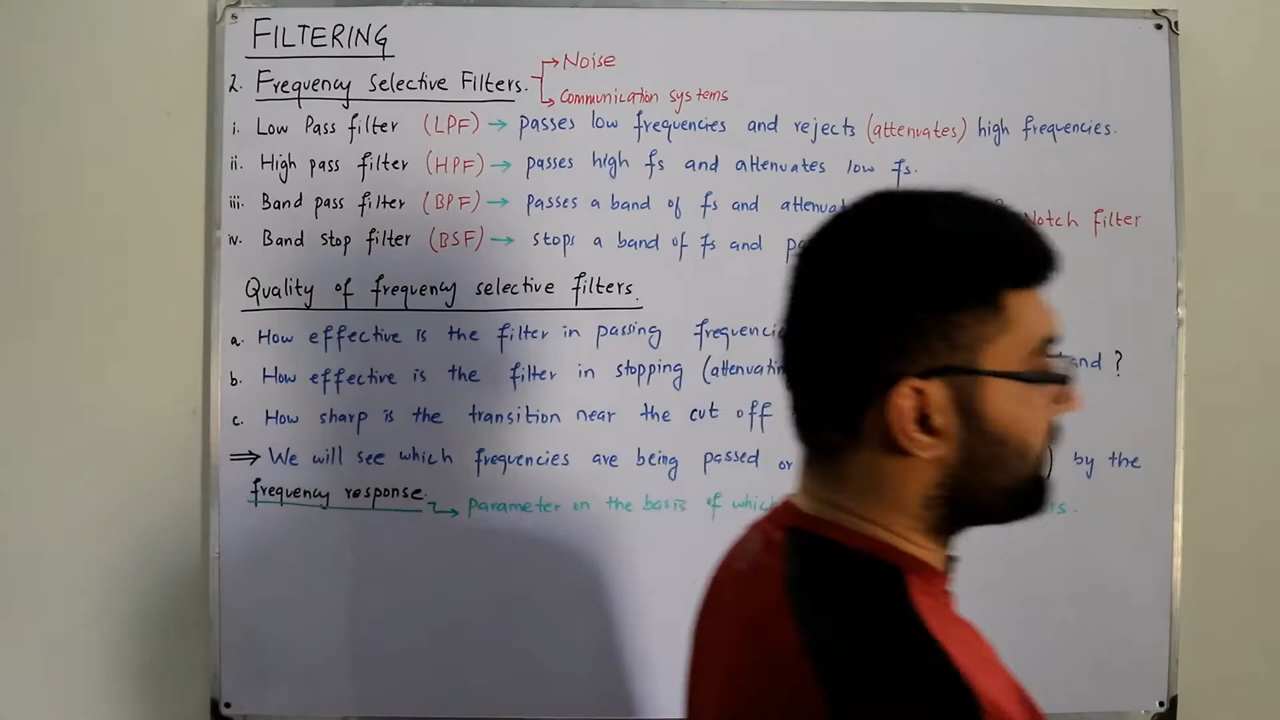 FILTERING
2. Frequency Selective Filters. → Noise
→ Communication systems
i. Low Pass filter (LPF) → passes low frequencies and rejects (attenuates) high frequencies.
ii. High pass filter (HPF) → passes high fs and attenuates low fs.
iii. Band pass filter (BPF) → passes a band of fs and
Notch filter
iv. Band stop filter (BSF) → stops a band of fs and
Quality of frequency selective filters.
a. How effective is the filter in passing
b. How effective is the filter in stopping ?
c. How sharp is the transition near the cut off
⇒ We will see which frequencies are being passed or ) by the
frequency response. → parameter on the basis of